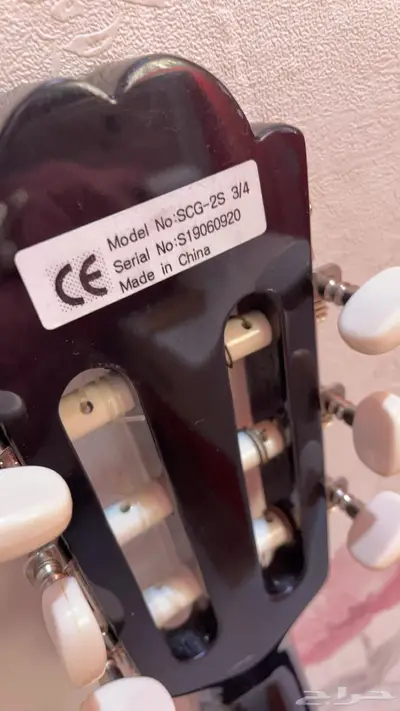 Model No:SCG-2S 3/4
Serial No:S19060920
Made in China
CE
حراج